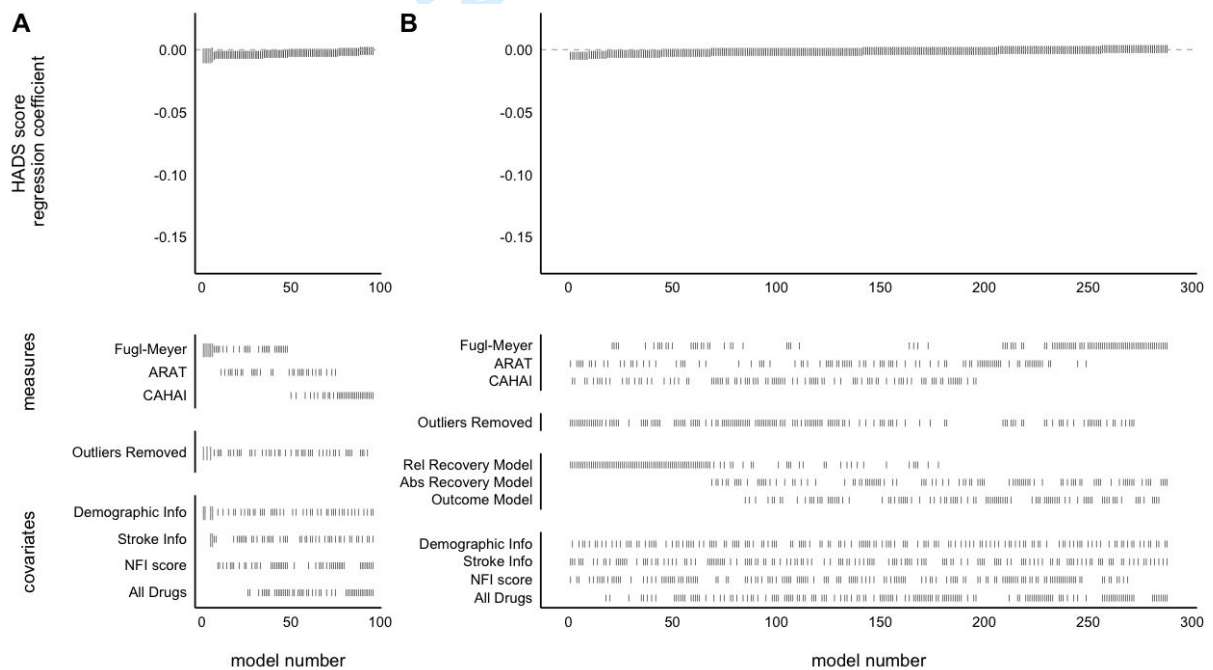 A
B
HADS score
regression coefficient
0.00
-0.05
-0.10
-0.15
0 50 100
0.00
-0.05
-0.10
-0.15
0 50 100 150 200 250 300
measures
Fugl-Meyer
ARAT
CAHAI
Outliers Removed
covariates
Demographic Info
Stroke Info
NFI score
All Drugs
0 50 100
model number
Fugl-Meyer
ARAT
CAHAI
Outliers Removed
Rel Recovery Model
Abs Recovery Model
Outcome Model
Demographic Info
Stroke Info
NFI score
All Drugs
0 50 100 150 200 250 300
model number